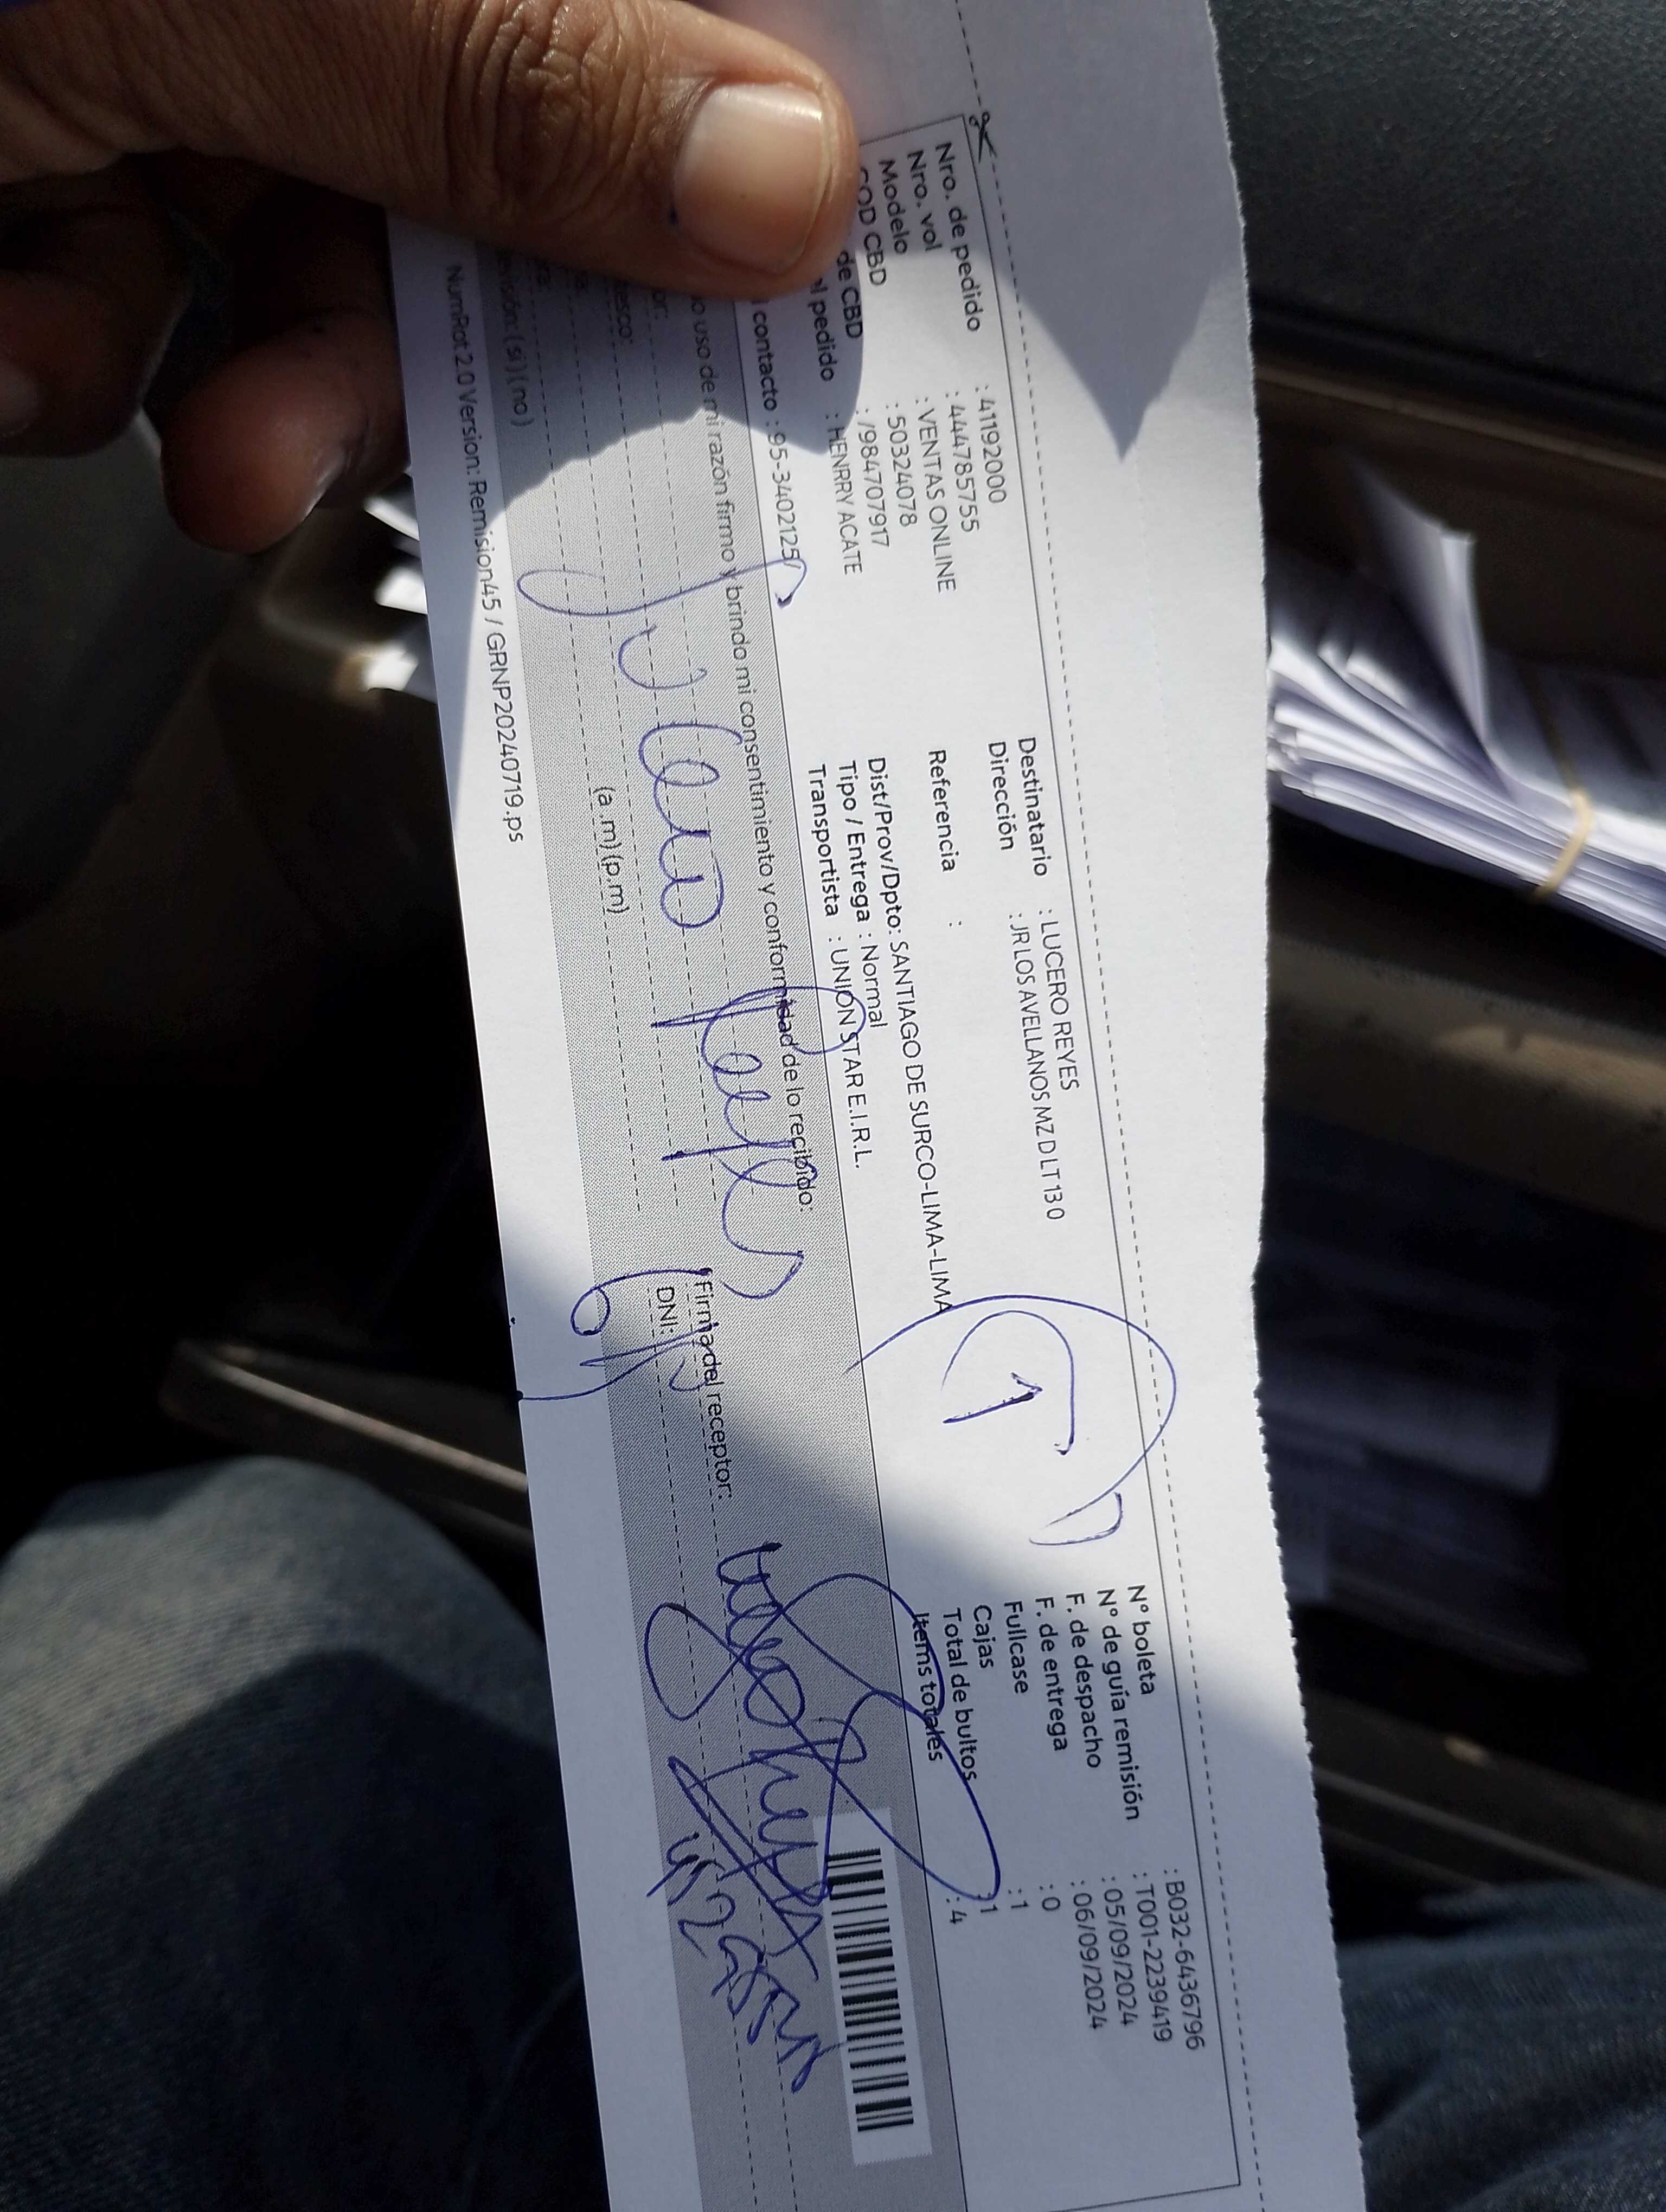 Nro. de pedido : 41192000
Nro. vol : 444785755
Modelo : VENTAS ONLINE
COD CBD : 50324078
de CBD : /984707917
el pedido : HENRRY ACATE
contacto : 95-3402125/
Destinatario : LUCERO REYES
Dirección : JR LOS AVELLANOS MZ D LT 13 0
Referencia :
Dist/Prov/Dpto: SANTIAGO DE SURCO-LIMA-LIMA
Tipo / Entrega : Normal
Transportista : UNION STAR E.I.R.L.
1
N° boleta : B032-6436796
N° de guía remisión : T001-2239419
F. de despacho : 05/09/2024
F. de entrega : 06/09/2024
Fullcase : 0
Cajas : 1
Total de bultos : 1
Items totales : 4
uso de mi razón firmo y brindo mi consentimiento y conformidad de lo recibido:
(si) (no)
(a.m) (p.m)
Firma del receptor:
DNI:
NumRot 2.0 Version: Remision45 / GRNP20240719.ps